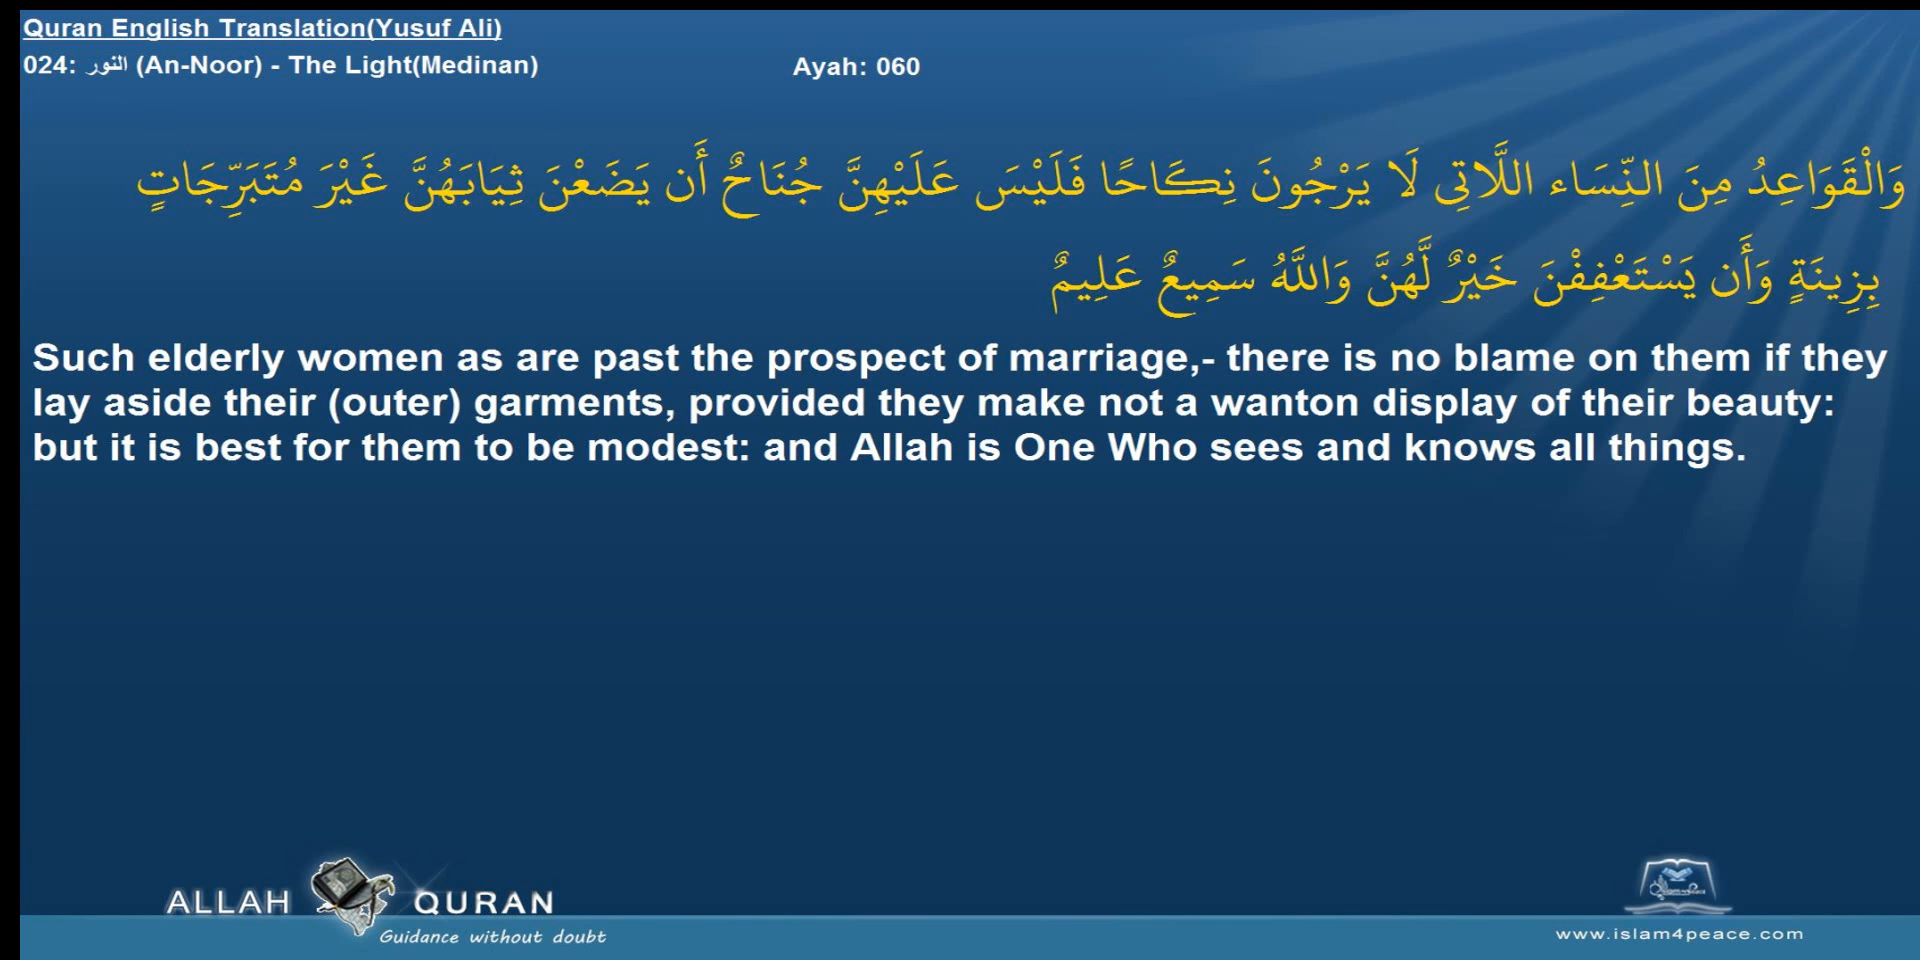 Quran English Translation(Yusuf Ali)
024: النور (An-Noor) - The Light(Medinan) Ayah: 060
وَالْقَوَاعِدُ مِنَ النِّسَاء اللَّاتِي لَا يَرْجُونَ نِكَاحًا فَلَيْسَ عَلَيْهِنَّ جُنَاحٌ أَن يَضَعْنَ ثِيَابَهُنَّ غَيْرَ مُتَبَرِّجَاتٍ
بِزِينَةٍ وَأَن يَسْتَعْفِفْنَ خَيْرٌ لَّهُنَّ وَاللَّهُ سَمِيعٌ عَلِيمٌ
Such elderly women as are past the prospect of marriage,- there is no blame on them if they
lay aside their (outer) garments, provided they make not a wanton display of their beauty:
but it is best for them to be modest: and Allah is One Who sees and knows all things.
ALLAH QURAN
Guidance without doubt
www.islam4peace.com